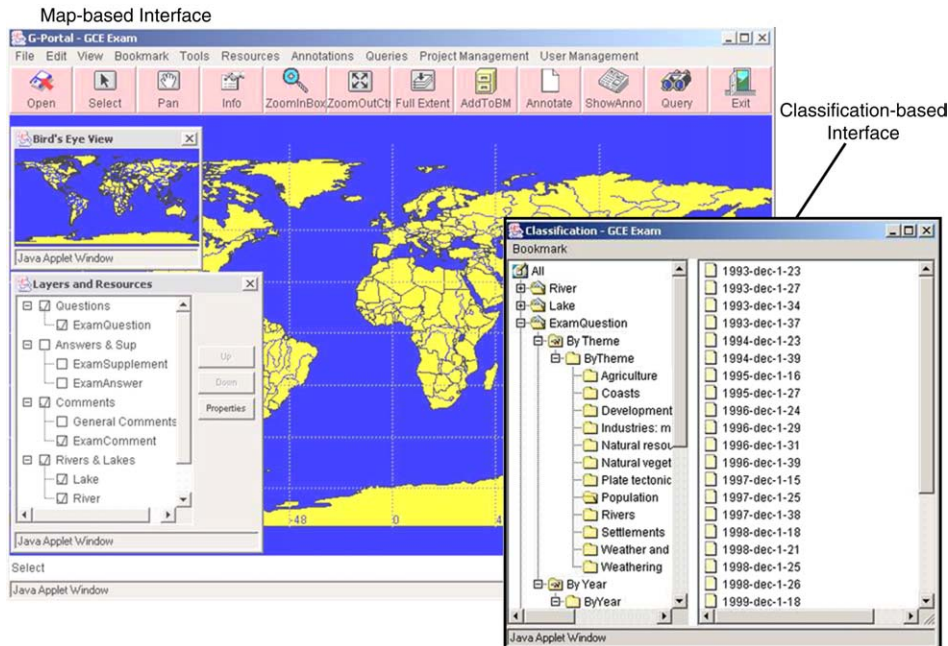 Map-based Interface
G-Portal - GCE Exam
File Edit View Bookmark Tools Resources Annotations Queries Project Management User Management
Open Select Pan Info ZoomInBox ZoomOutCtr Full Extent AddToBM Annotate ShowAnno Query Exit
Bird's Eye View
Java Applet Window
Layers and Resources
Questions
ExamQuestion
Answers & Sup
ExamSupplement
ExamAnswer
Comments
General Comments
ExamComment
Rivers & Lakes
Lake
River
Up
Down
Properties
Java Applet Window
-48 0 4
Select
Java Applet Window
Classification-based
Interface
Classification - GCE Exam
Bookmark
All
River
Lake
ExamQuestion
By Theme
ByTheme
Agriculture
Coasts
Development
Industries: m
Natural resou
Natural veget
Plate tectonic
Population
Rivers
Settlements
Weather and
Weathering
By Year
ByYear
1993-dec-1-23
1993-dec-1-27
1993-dec-1-34
1993-dec-1-37
1994-dec-1-23
1994-dec-1-39
1995-dec-1-16
1995-dec-1-27
1996-dec-1-24
1996-dec-1-29
1996-dec-1-31
1996-dec-1-39
1997-dec-1-15
1997-dec-1-25
1997-dec-1-38
1998-dec-1-18
1998-dec-1-21
1998-dec-1-25
1998-dec-1-26
1999-dec-1-18
Java Applet Window